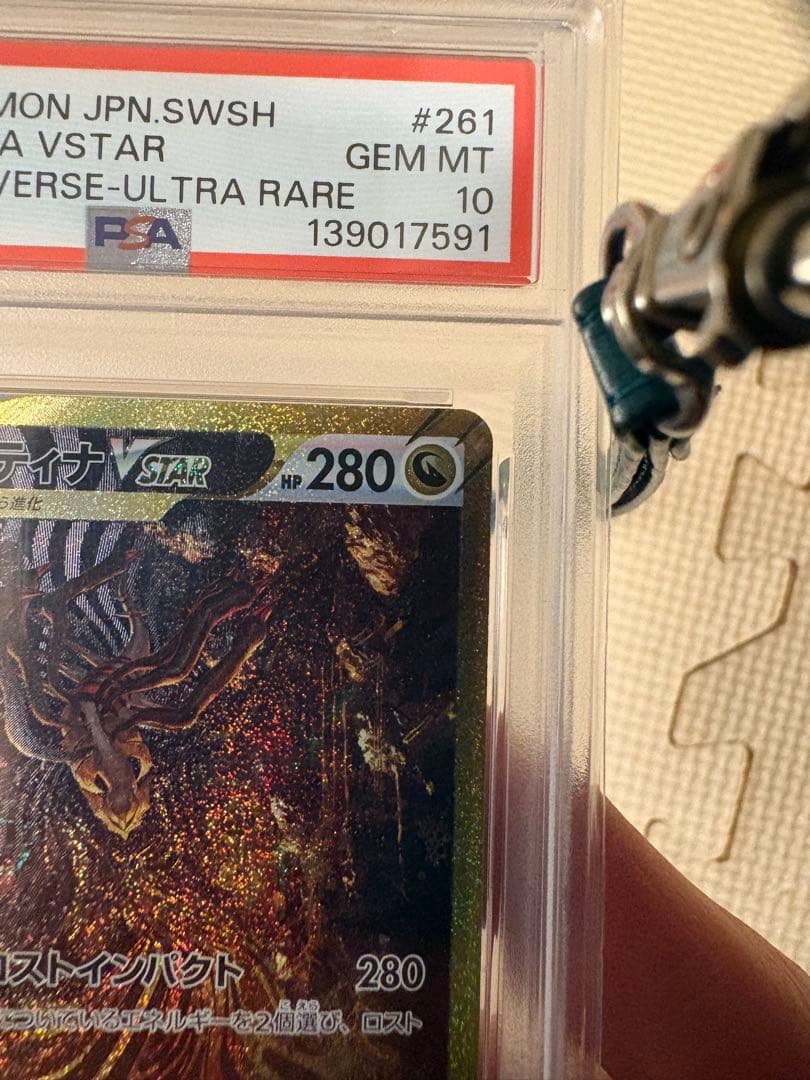 MON JPN.SWSH #261
A VSTAR GEM MT
VERSE-ULTRA RARE 10
PSA 139017591
ティナ VSTAR HP 280
ら進化
ロストインパクト 280
についているエネルギーを2個選び、ロスト